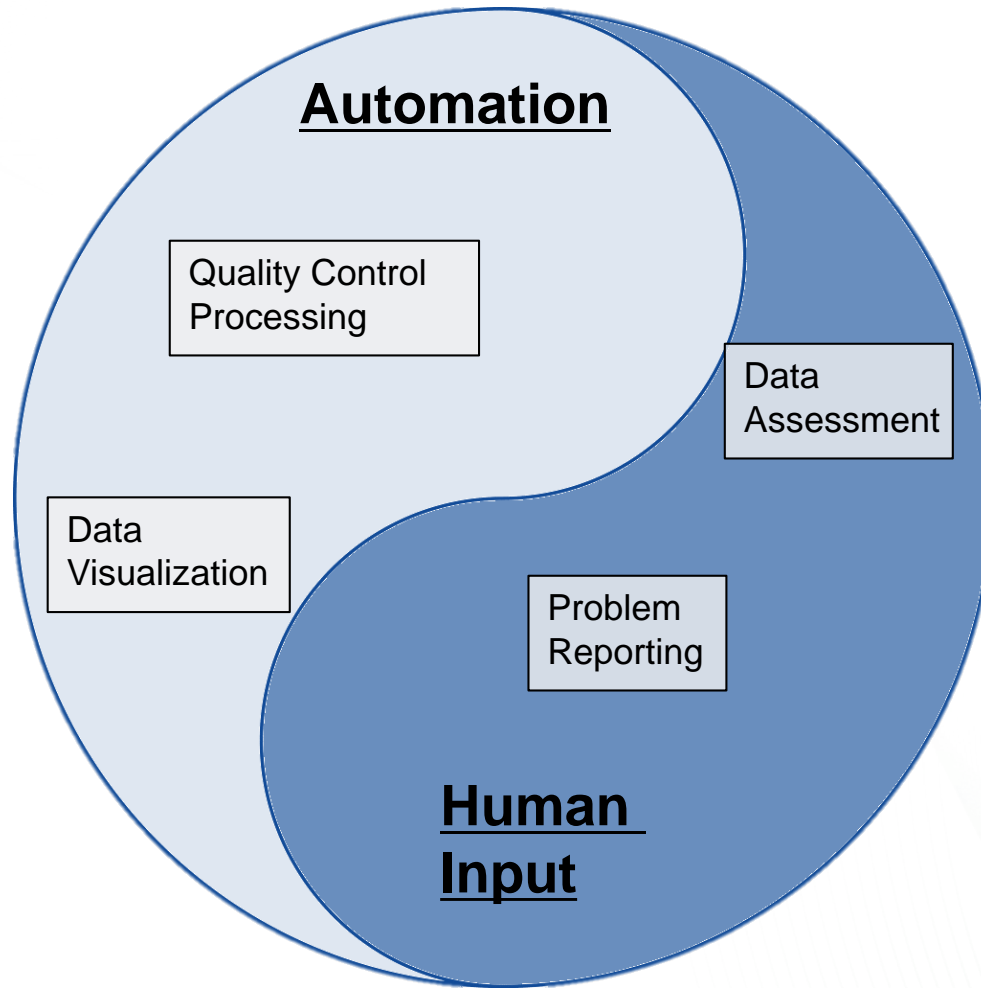 Automation
Quality Control
Processing
Data
Assessment
Data
Visualization
Problem
Reporting
Human
Input